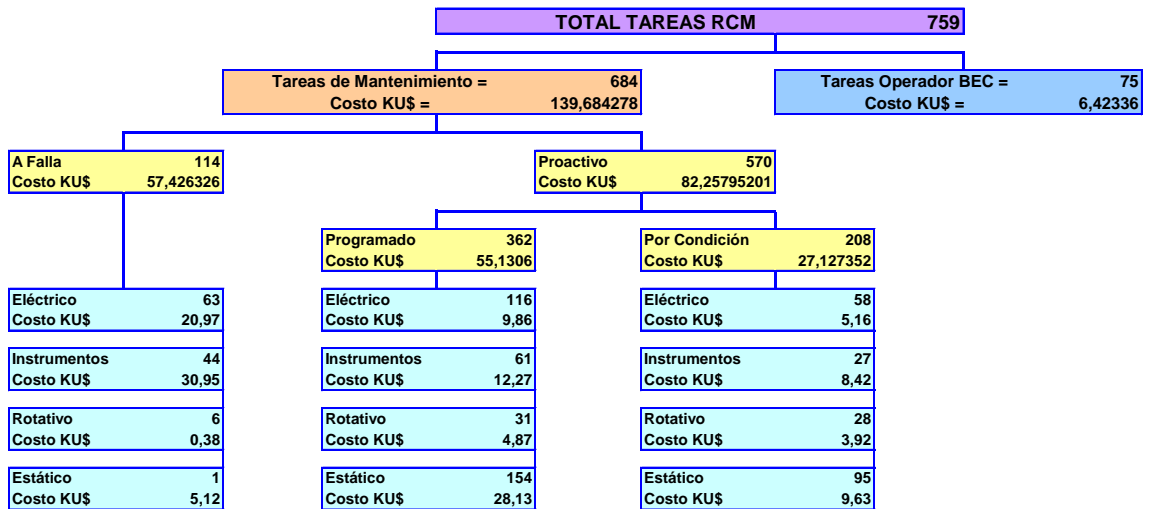 TOTAL TAREAS RCM 759
Tareas de Mantenimiento = 684
Costo KU$ = 139,684278
Tareas Operador BEC = 75
Costo KU$ = 6,42336
A Falla 114
Costo KU$ 57,426326
Proactivo 570
Costo KU$ 82,25795201
Programado 362
Costo KU$ 55,1306
Por Condición 208
Costo KU$ 27,127352
Eléctrico 63
Costo KU$ 20,97
Eléctrico 116
Costo KU$ 9,86
Eléctrico 58
Costo KU$ 5,16
Instrumentos 44
Costo KU$ 30,95
Instrumentos 61
Costo KU$ 12,27
Instrumentos 27
Costo KU$ 8,42
Rotativo 6
Costo KU$ 0,38
Rotativo 31
Costo KU$ 4,87
Rotativo 28
Costo KU$ 3,92
Estático 1
Costo KU$ 5,12
Estático 154
Costo KU$ 28,13
Estático 95
Costo KU$ 9,63